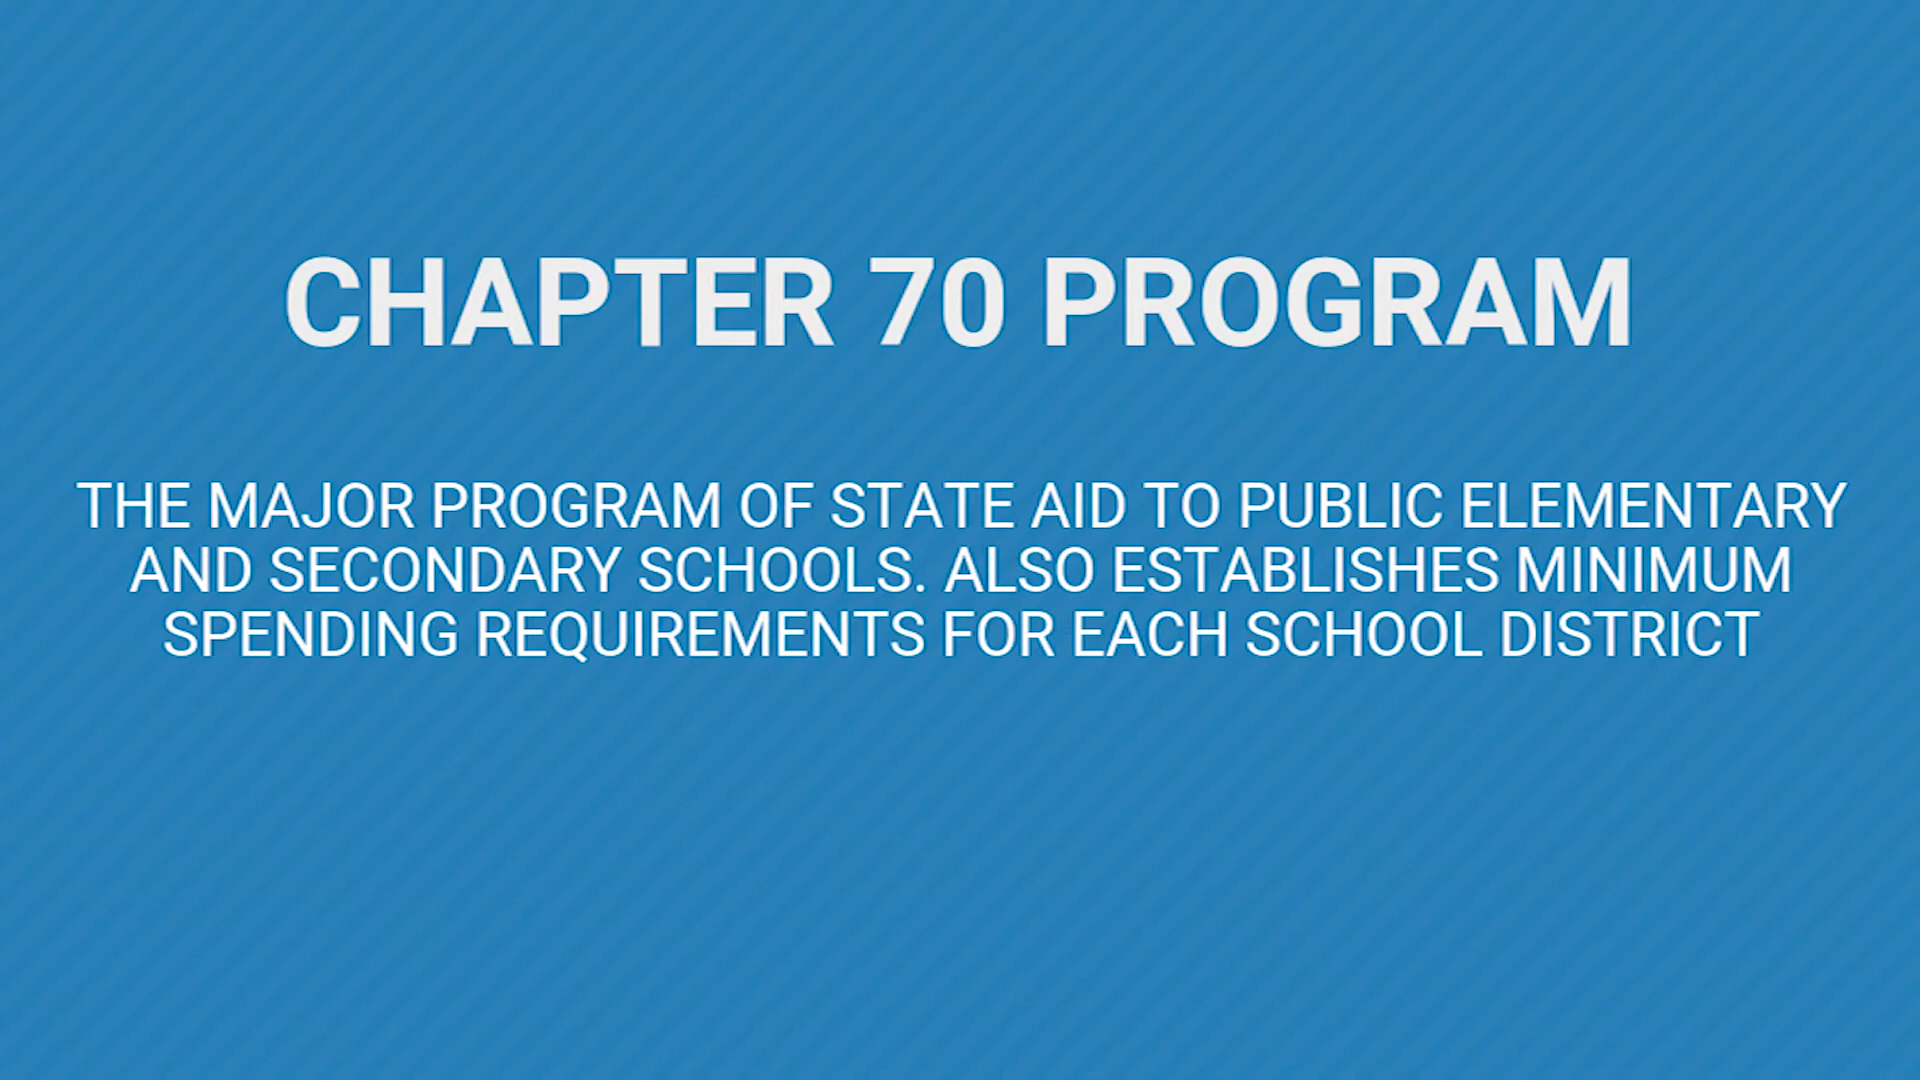 CHAPTER 70 PROGRAM
THE MAJOR PROGRAM OF STATE AID TO PUBLIC ELEMENTARY
AND SECONDARY SCHOOLS. ALSO ESTABLISHES MINIMUM
SPENDING REQUIREMENTS FOR EACH SCHOOL DISTRICT